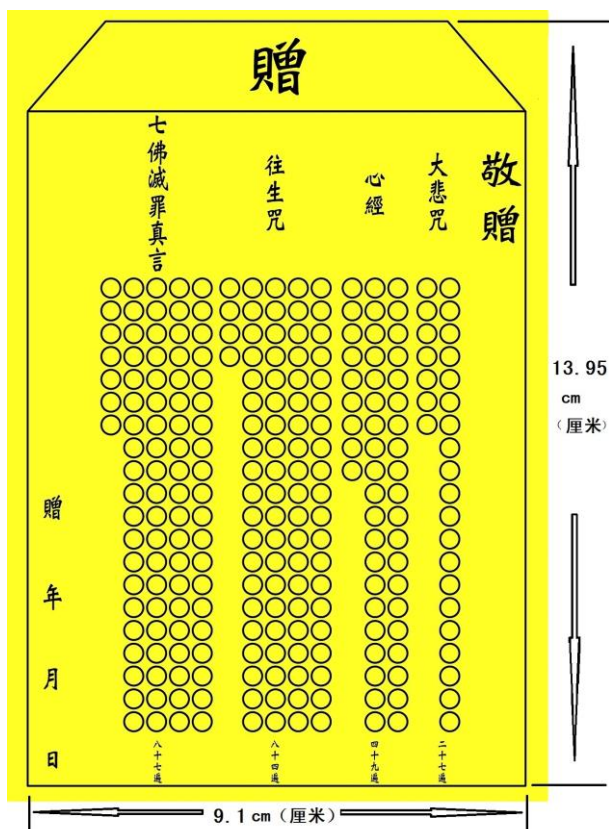 贈
敬贈
大悲咒
心經
往生咒
七佛滅罪真言
贈
年
月
日
二十七遍
四十九遍
八十四遍
八十七遍
13.95
cm
(厘米)
9.1cm(厘米)